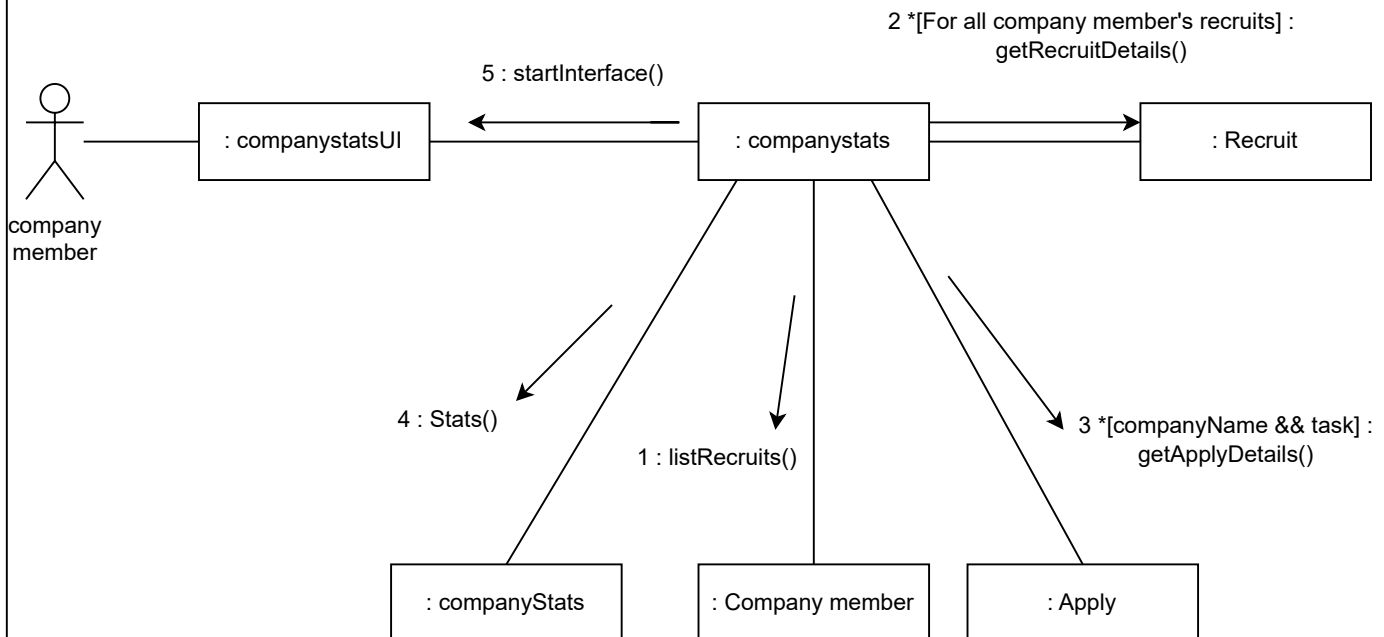 2 *[For all company member's recruits] :
getRecruitDetails()
5 : startInterface()
: companystatsUI
: companystats
: Recruit
company
member
4 : Stats()
1 : listRecruits()
3 *[companyName && task] :
getApplyDetails()
: companyStats
: Company member
: Apply